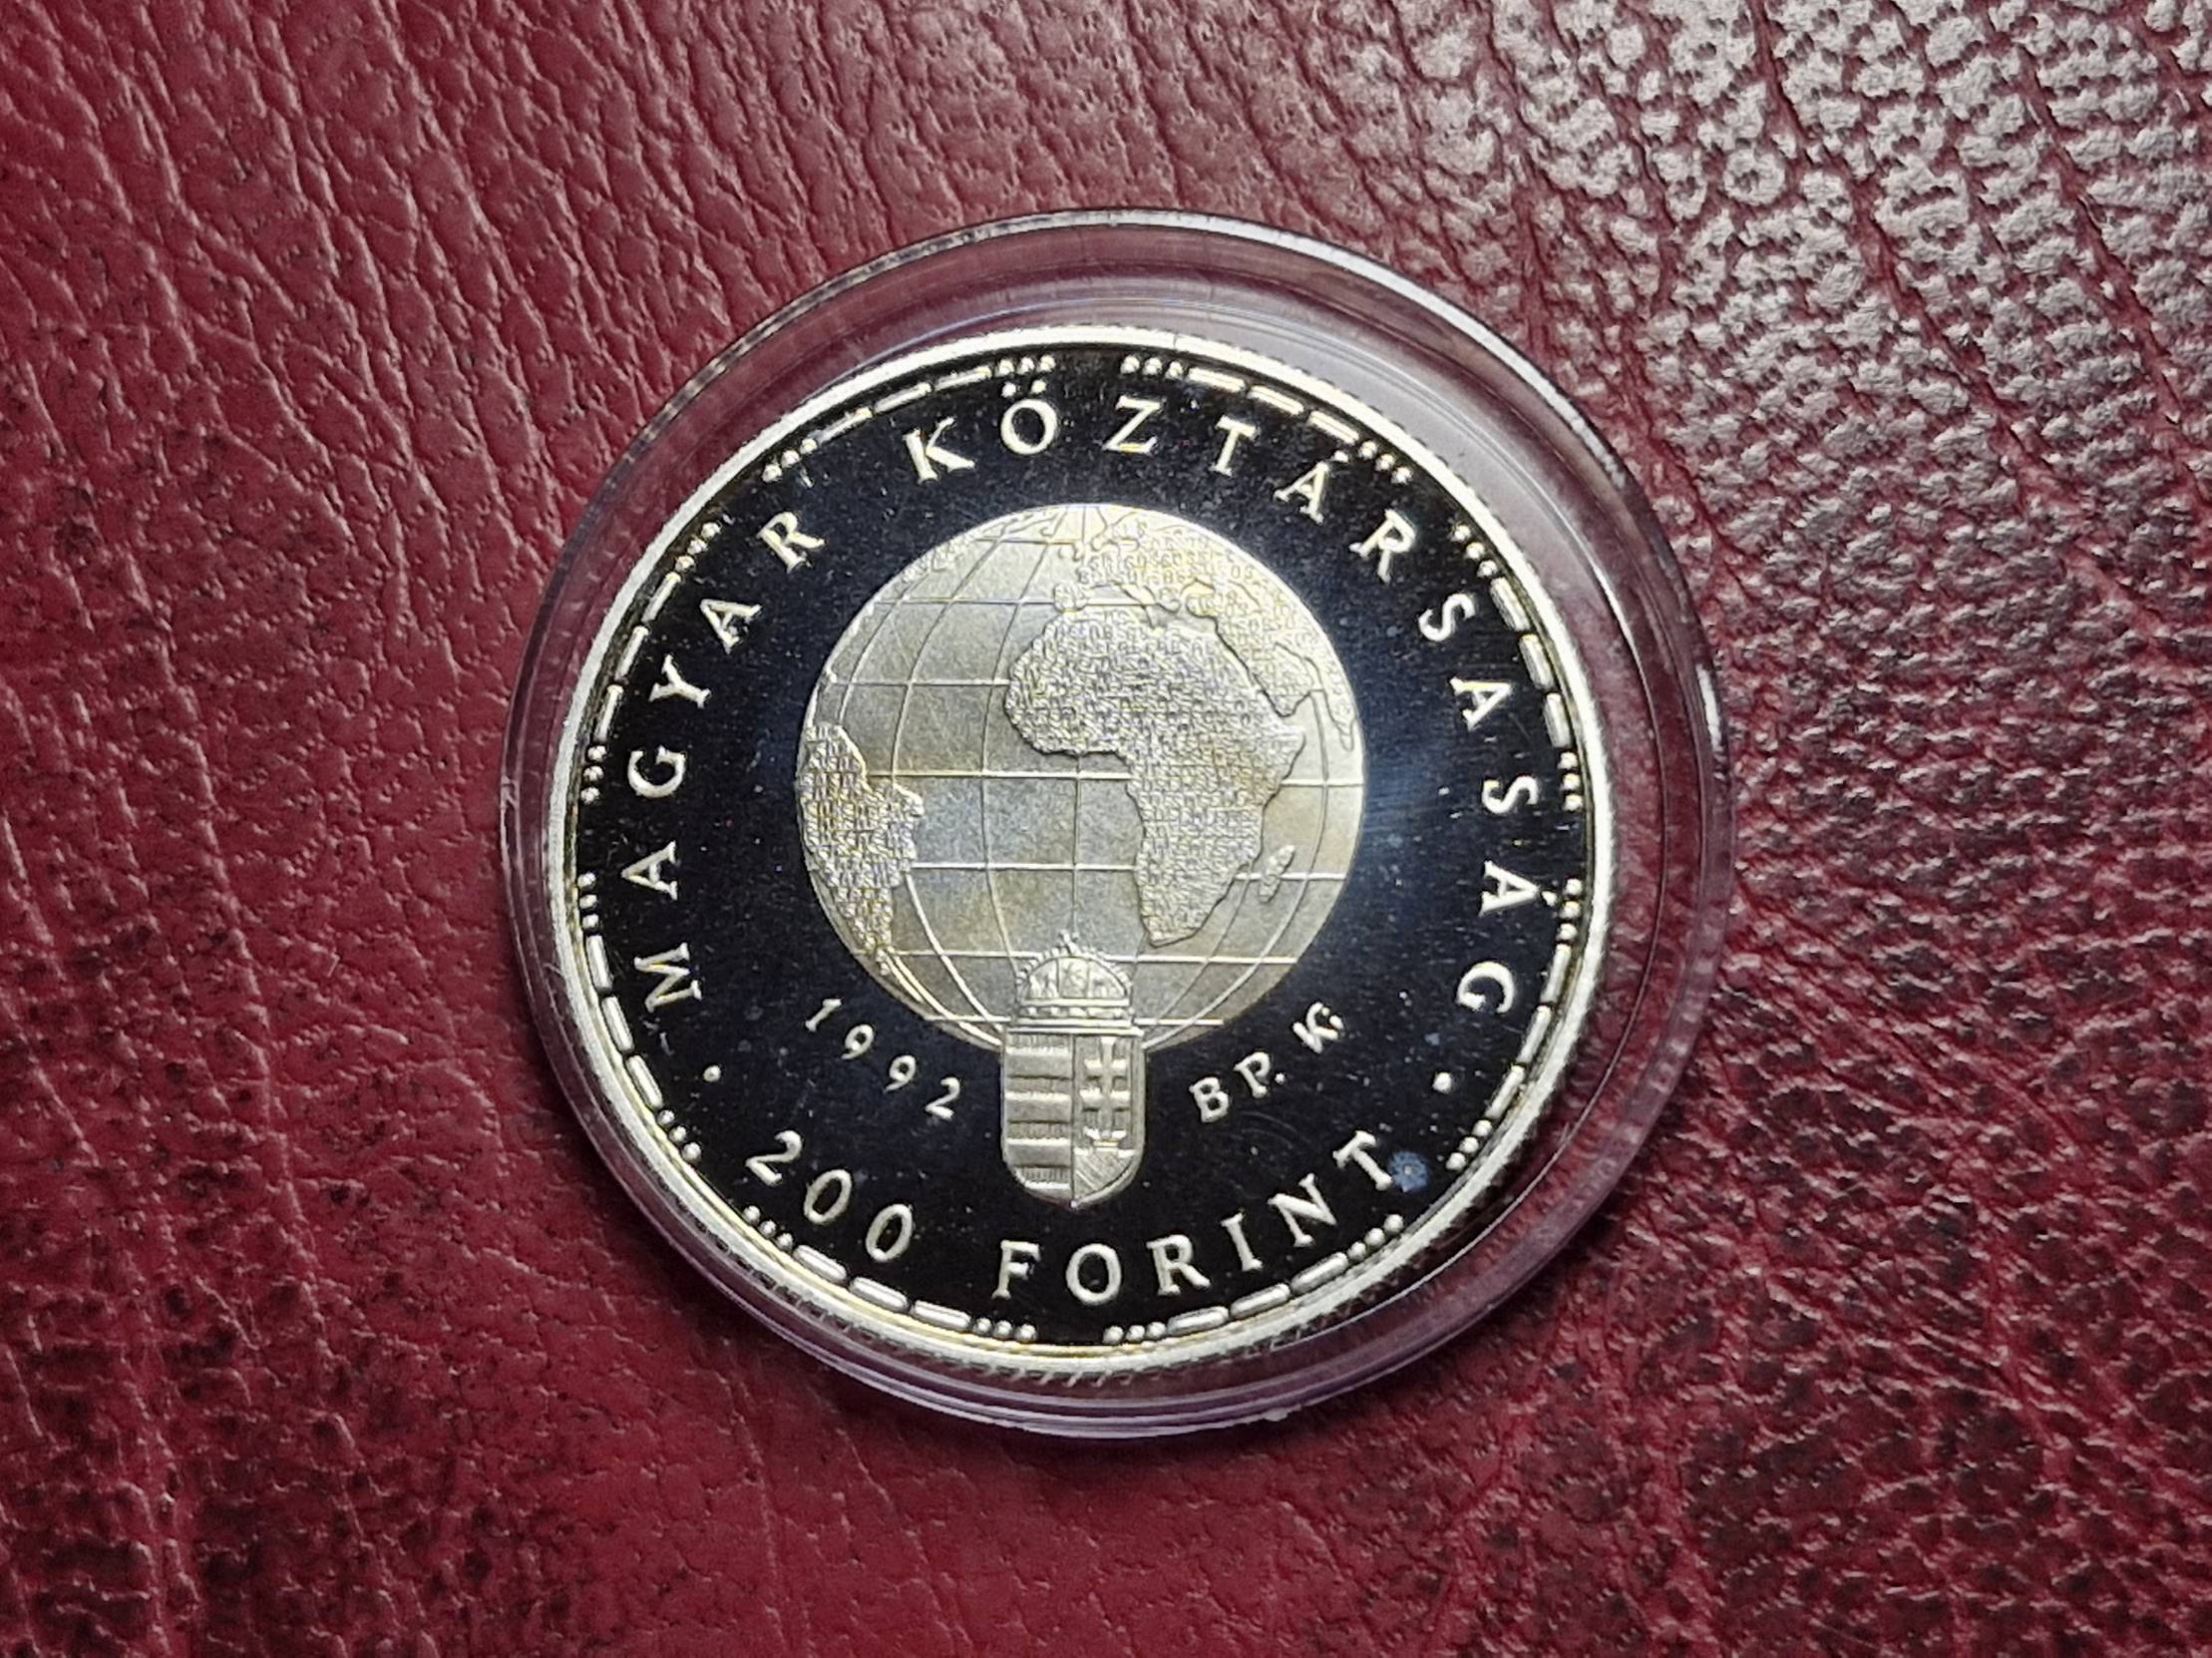 MAGYAR KÖZTÁRSASÁG
1992
BP. K.
200 FORINT